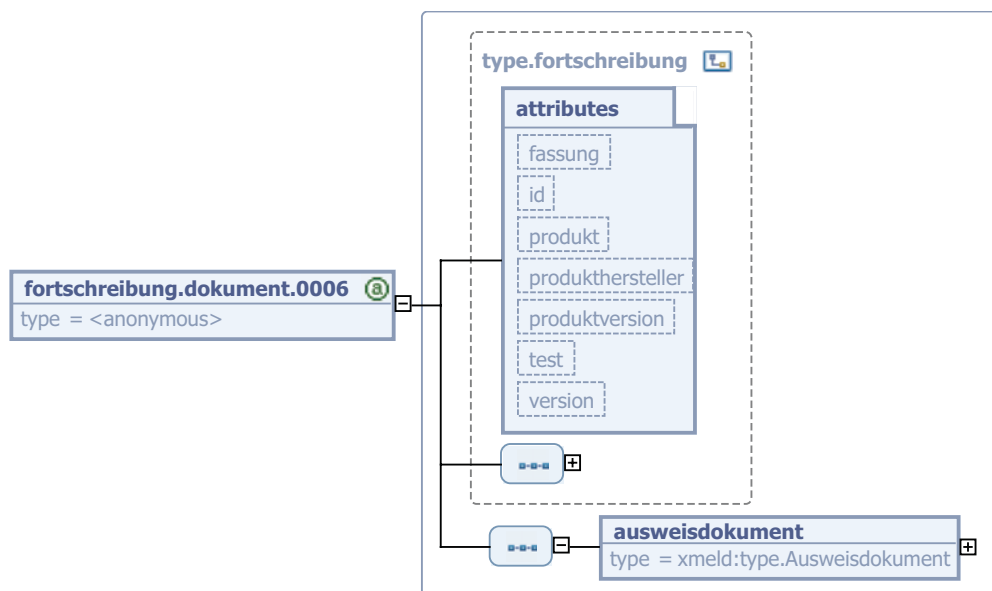 type.fortschreibung
attributes
fassung
id
produkt
produkthersteller
produktversion
test
version
fortschreibung.dokument.0006
type = <anonymous>
ausweisdokument
type = xmeld:type.Ausweisdokument